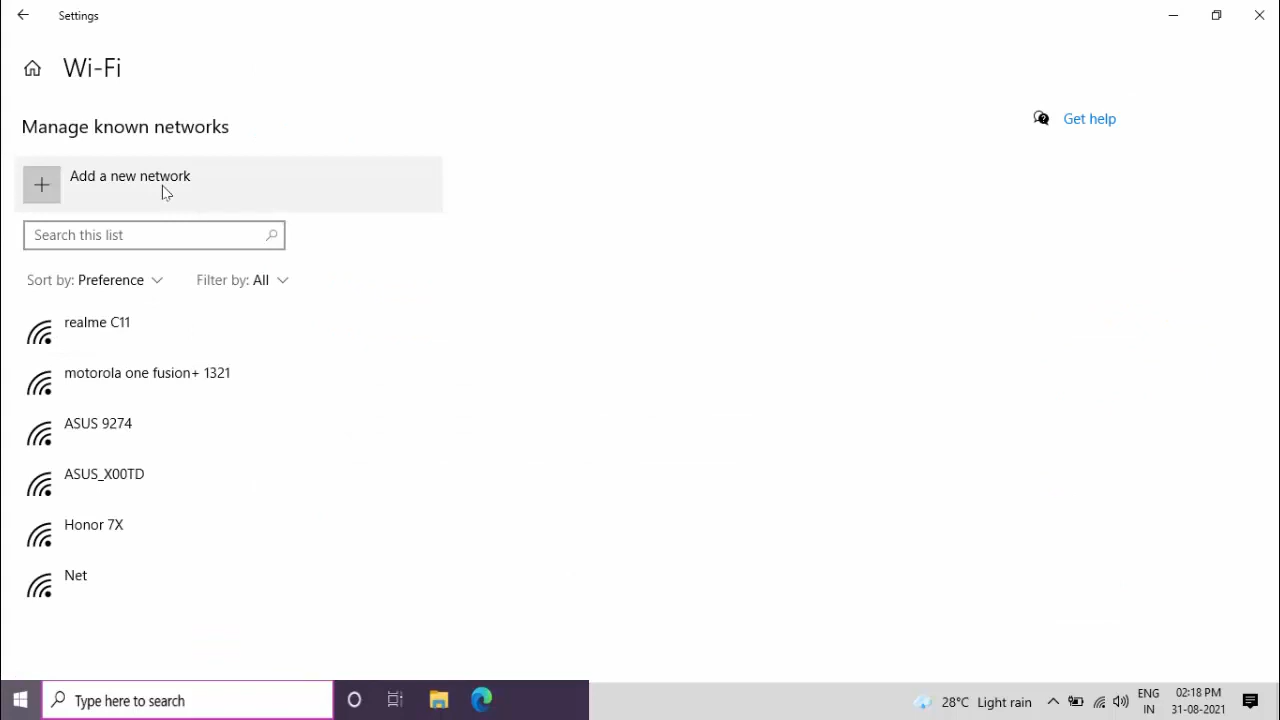 Settings
Wi-Fi
Manage known networks
Get help
Add a new network
Search this list
Sort by: Preference Filter by: All
realme C11
motorola one fusion+ 1321
ASUS 9274
ASUS_X00TD
Honor 7X
Net
Type here to search
28°C Light rain
ENG
IN
02:18 PM
31-08-2021